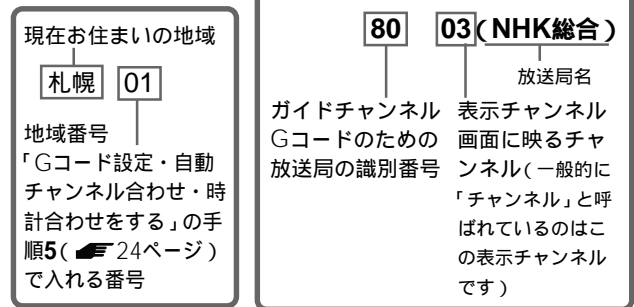 現在お住まいの地域
札幌 01
地域番号
「Gコード設定・自動
チャンネル合わせ・時
計合わせをする」の手
順5(☛24ページ)
で入れる番号
80 03(NHK総合)
放送局名
ガイドチャンネル
Gコードのための
放送局の識別番号
表示チャンネル
画面に映るチャ
ンネル(一般的に
「チャンネル」と呼
ばれているのはこ
の表示チャンネル
です)